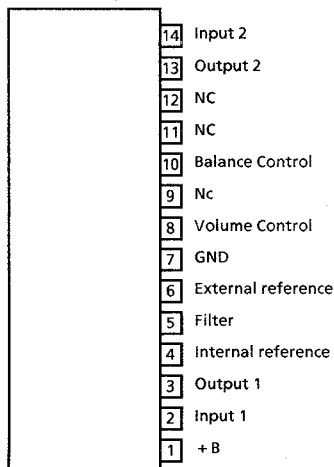 14 Input 2
13 Output 2
12 NC
11 NC
10 Balance Control
9 Nc
8 Volume Control
7 GND
6 External reference
5 Filter
4 Internal reference
3 Output 1
2 Input 1
1 +B